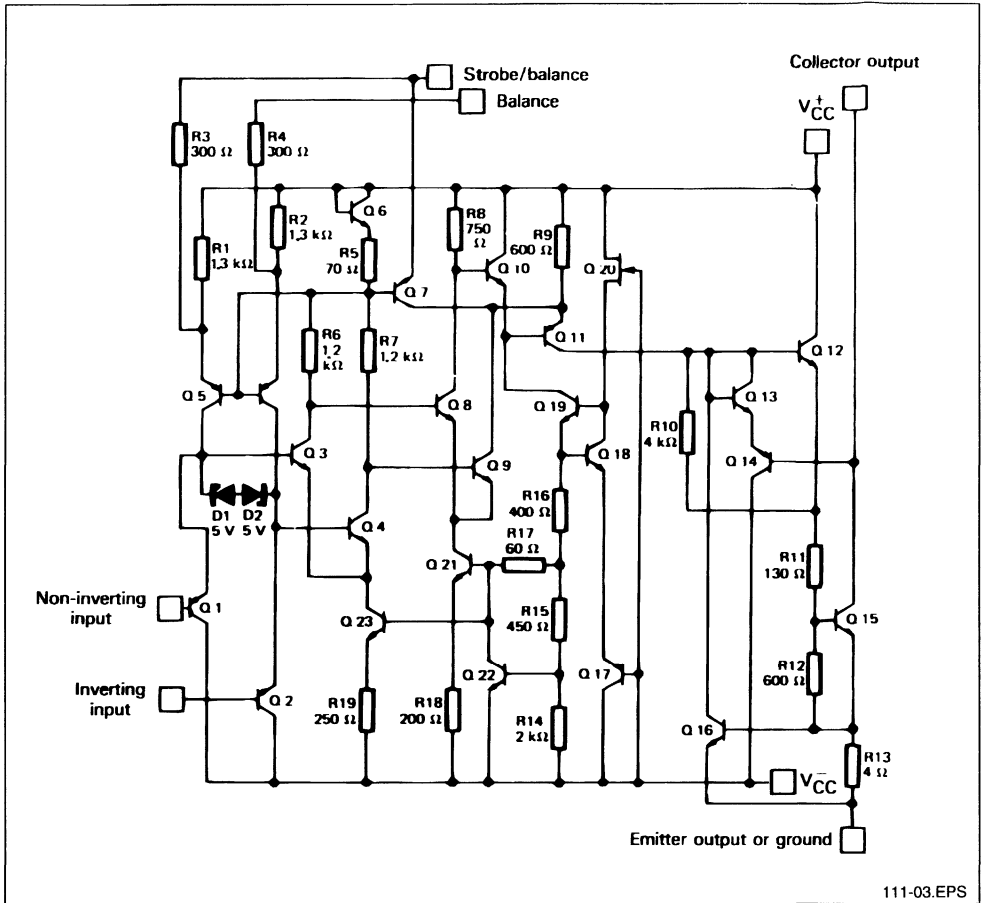 Strobe/balance
Balance
Collector output
V+CC
R3
300 Ω
R4
300 Ω
R1
1,3 kΩ
R2
1,3 kΩ
Q 6
R5
70 Ω
Q 7
R8
750
Ω
Q 10
R9
600 Ω
Q 20
Q 11
Q 12
R6
1,2
kΩ
R7
1,2 kΩ
Q 5
Q 8
Q 19
Q 13
R10
4 kΩ
Q 3
Q 9
Q 18
Q 14
D1
5 V
D2
5 V
Q 4
R16
400 Ω
R17
60 Ω
Q 21
R11
130 Ω
Non-inverting
input
Q 1
Q 23
R15
450 Ω
Q 15
Inverting
input
Q 2
Q 22
Q 17
R12
600 Ω
R19
250 Ω
R18
200 Ω
R14
2 kΩ
Q 16
R13
4 Ω
V−CC
Emitter output or ground
111-03.EPS